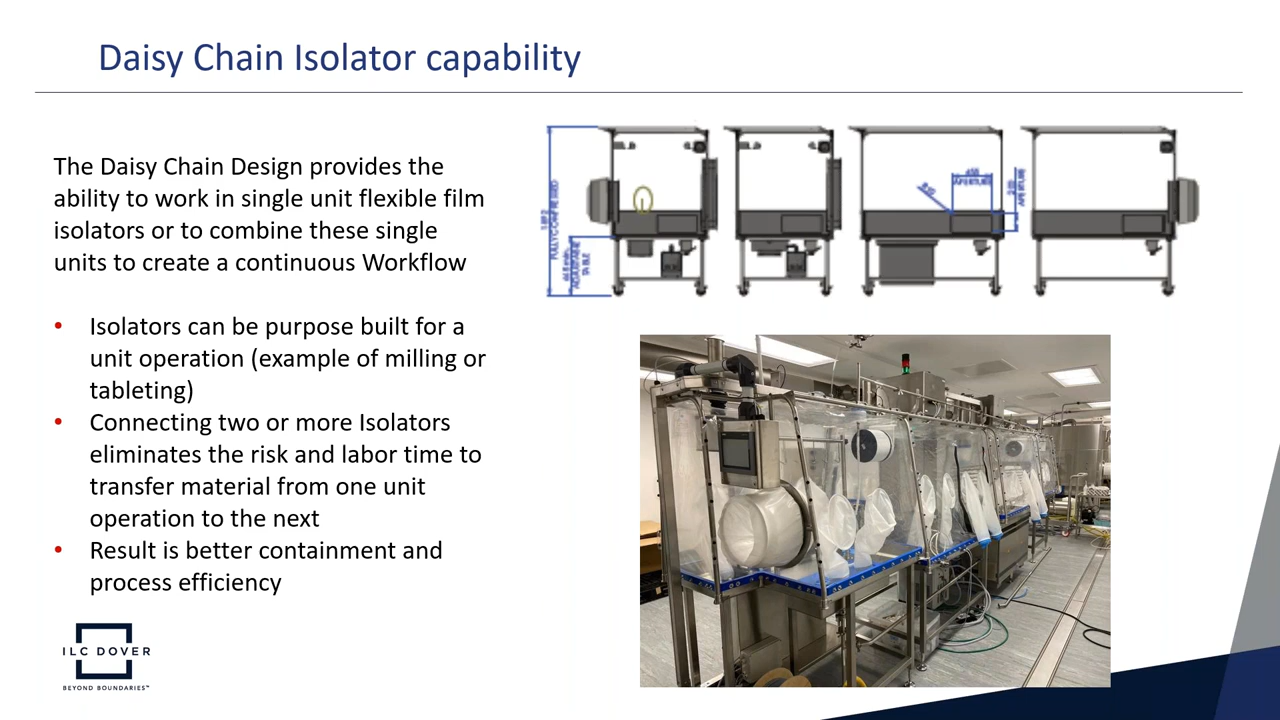 Daisy Chain Isolator capability
The Daisy Chain Design provides the
ability to work in single unit flexible film
isolators or to combine these single
units to create a continuous Workflow
• Isolators can be purpose built for a
unit operation (example of milling or
tableting)
• Connecting two or more Isolators
eliminates the risk and labor time to
transfer material from one unit
operation to the next
• Result is better containment and
process efficiency
ILC DOVER
BEYOND BOUNDARIES™